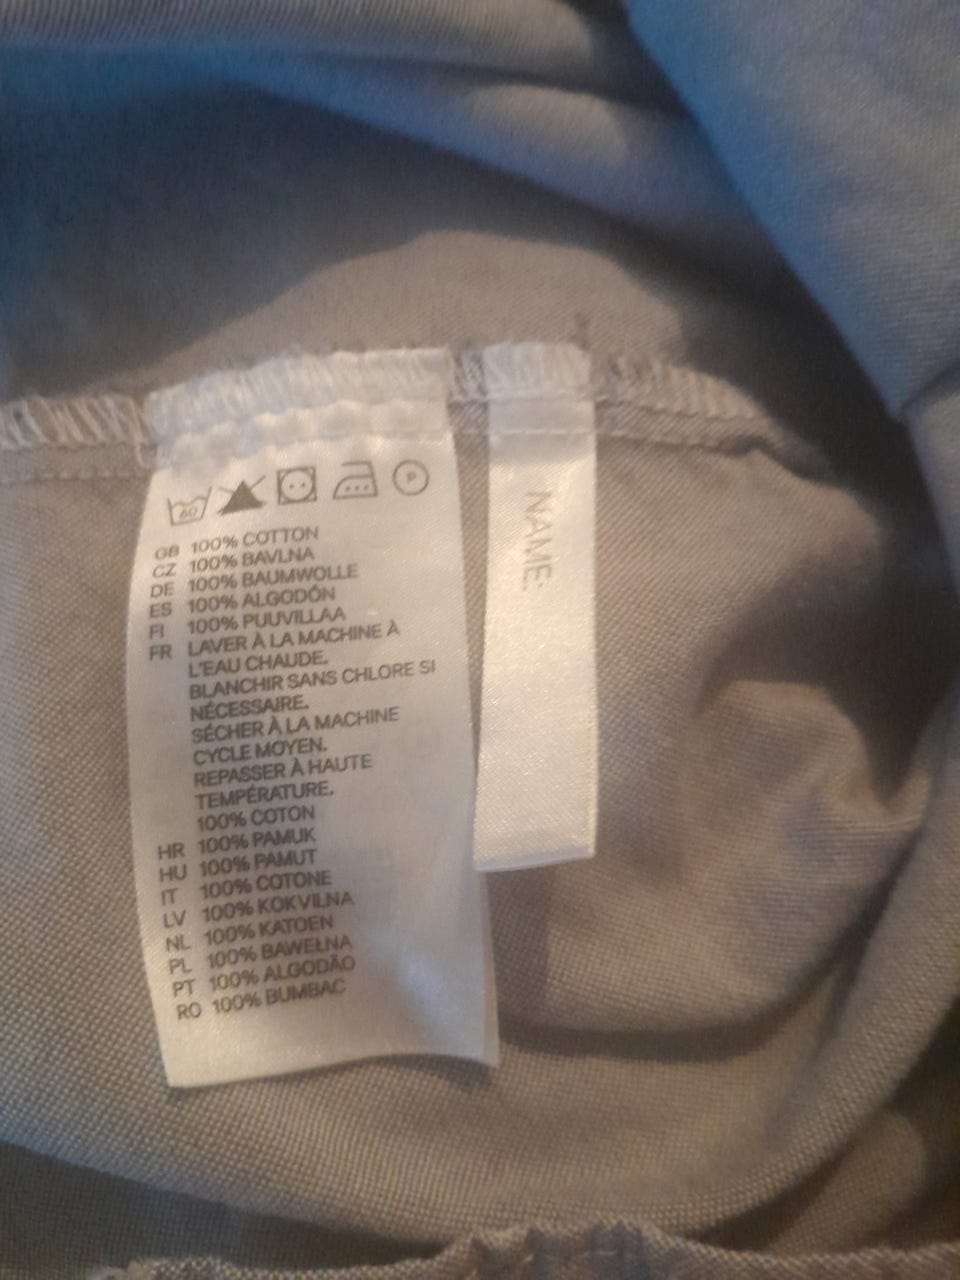 60 P
GB 100% COTTON
CZ 100% BAVLNA
DE 100% BAUMWOLLE
ES 100% ALGODÓN
FI 100% PUUVILLAA
FR LAVER À LA MACHINE À
L'EAU CHAUDE.
BLANCHIR SANS CHLORE SI
NÉCESSAIRE.
SÉCHER À LA MACHINE
CYCLE MOYEN.
REPASSER À HAUTE
TEMPÉRATURE.
100% COTON
HR 100% PAMUK
HU 100% PAMUT
IT 100% COTONE
LV 100% KOKVILNA
NL 100% KATOEN
PL 100% BAWEŁNA
PT 100% ALGODÃO
RO 100% BUMBAC
NAME: